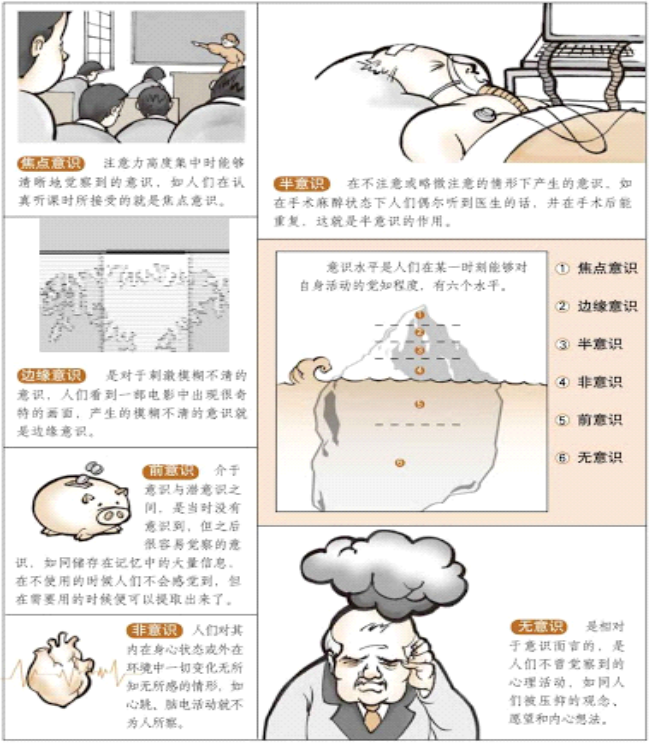 焦点意识 注意力高度集中时能够
清晰地觉察到的意识，如人们在认
真听课时所接受的就是焦点意识。
半意识 在不注意或略微注意的情形下产生的意识。如
在手术麻醉状态下人们偶尔听到医生的话，并在手术后能
重复，这就是半意识的作用。
边缘意识 是对于刺激模糊不清的
意识，人们看到一部电影中出现很奇
特的画面，产生的模糊不清的意识就
是边缘意识。
意识水平是人们在某一时刻能够对
自身活动的觉知程度，有六个水平。
1
2
3
4
5
6
① 焦点意识
② 边缘意识
③ 半意识
④ 非意识
⑤ 前意识
⑥ 无意识
前意识 介于
意识与潜意识之
间，是当时没有
意识到，但之后
很容易觉察的意
识，如同储存在记忆中的大量信息，
在不使用的时候人们不会感觉到，但
在需要用的时候便可以提取出来了。
非意识 人们对其
内在身心状态或外在
环境中一切变化无所
知无所感的情形，如
心跳、脑电活动就不
为人所察。
无意识 是相对
于意识而言的，是
人们不曾觉察到的
心理活动，如同人
们被压抑的观念、
愿望和内心想法。